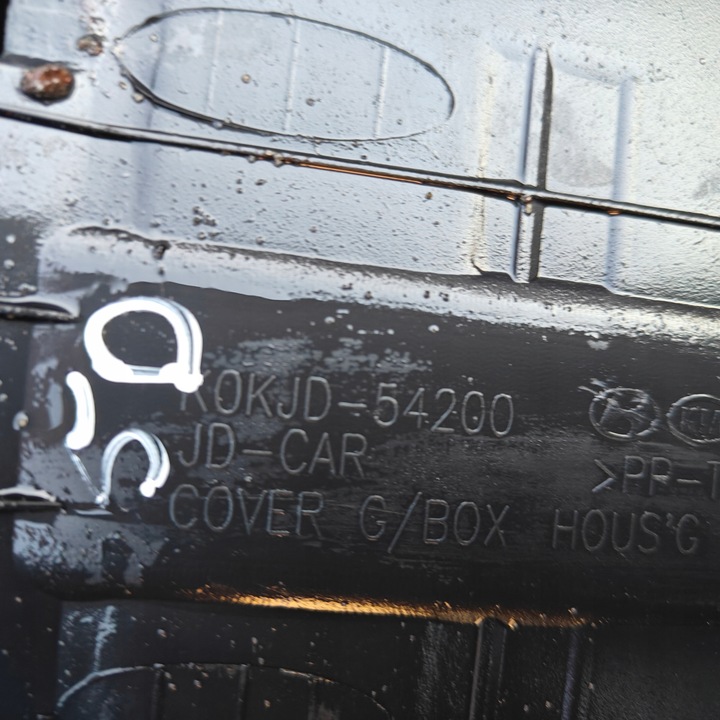 K0KJD-54200
JD-CAR
>PP-T
COVER G/BOX HOUS'G